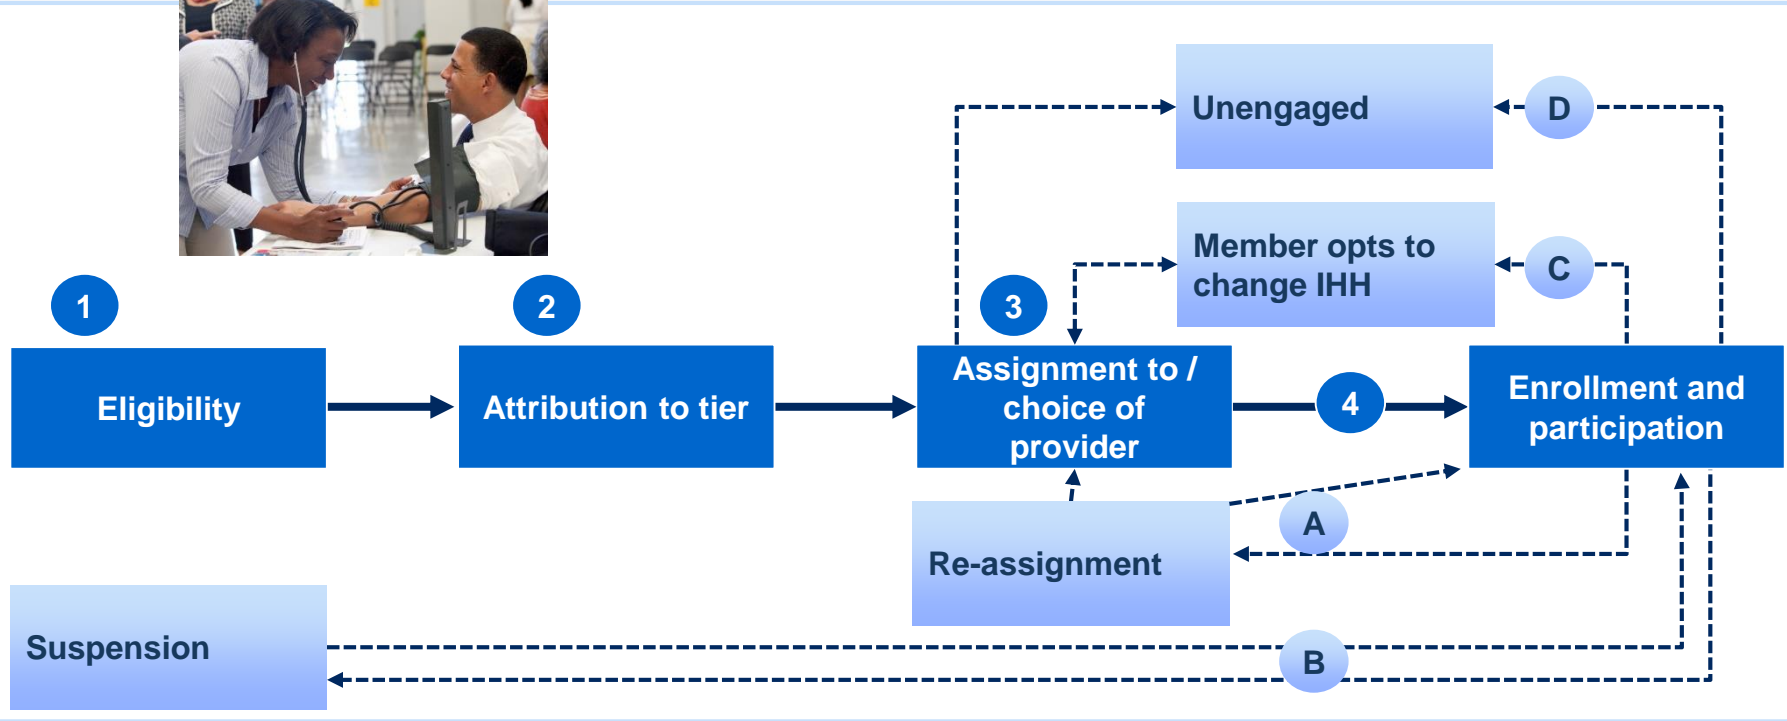 Unengaged
D
Member opts to
change IHH
C
1
2
3
Eligibility
Attribution to tier
Assignment to /
choice of
provider
4
Enrollment and
participation
A
Re-assignment
Suspension
B